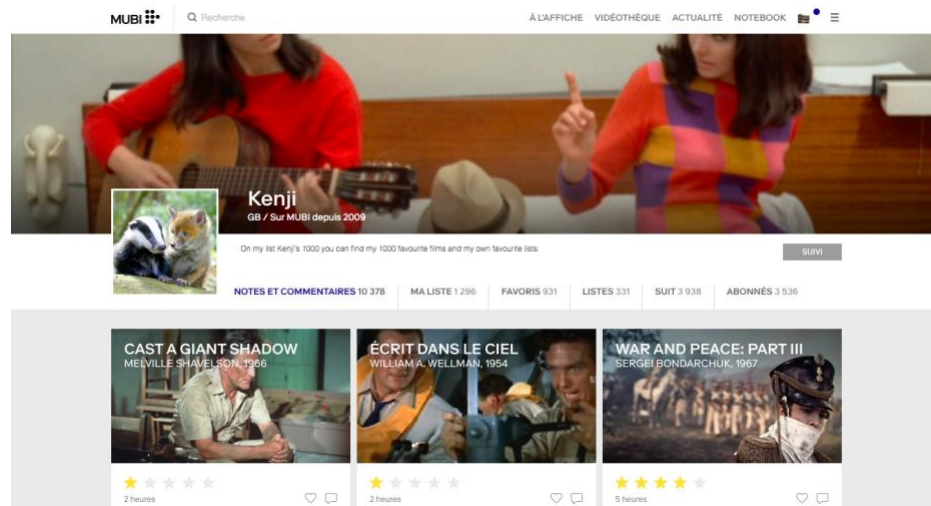 MUBI
Recherche
À L'AFFICHE VIDÉOTHÈQUE ACTUALITÉ NOTEBOOK
Kenji
GB / Sur MUBI depuis 2009
On my list Kenji's 1000 you can find my 1000 favourite films and my own favourite lists.
SUIVI
NOTES ET COMMENTAIRES 10 378 MA LISTE 1 296 FAVORIS 931 LISTES 331 SUIT 3 938 ABONNÉS 3 536
CAST A GIANT SHADOW
MELVILLE SHAVELSON, 1966
ÉCRIT DANS LE CIEL
WILLIAM A. WELLMAN, 1954
WAR AND PEACE: PART III
SERGEI BONDARCHUK, 1967
2 heures
2 heures
5 heures